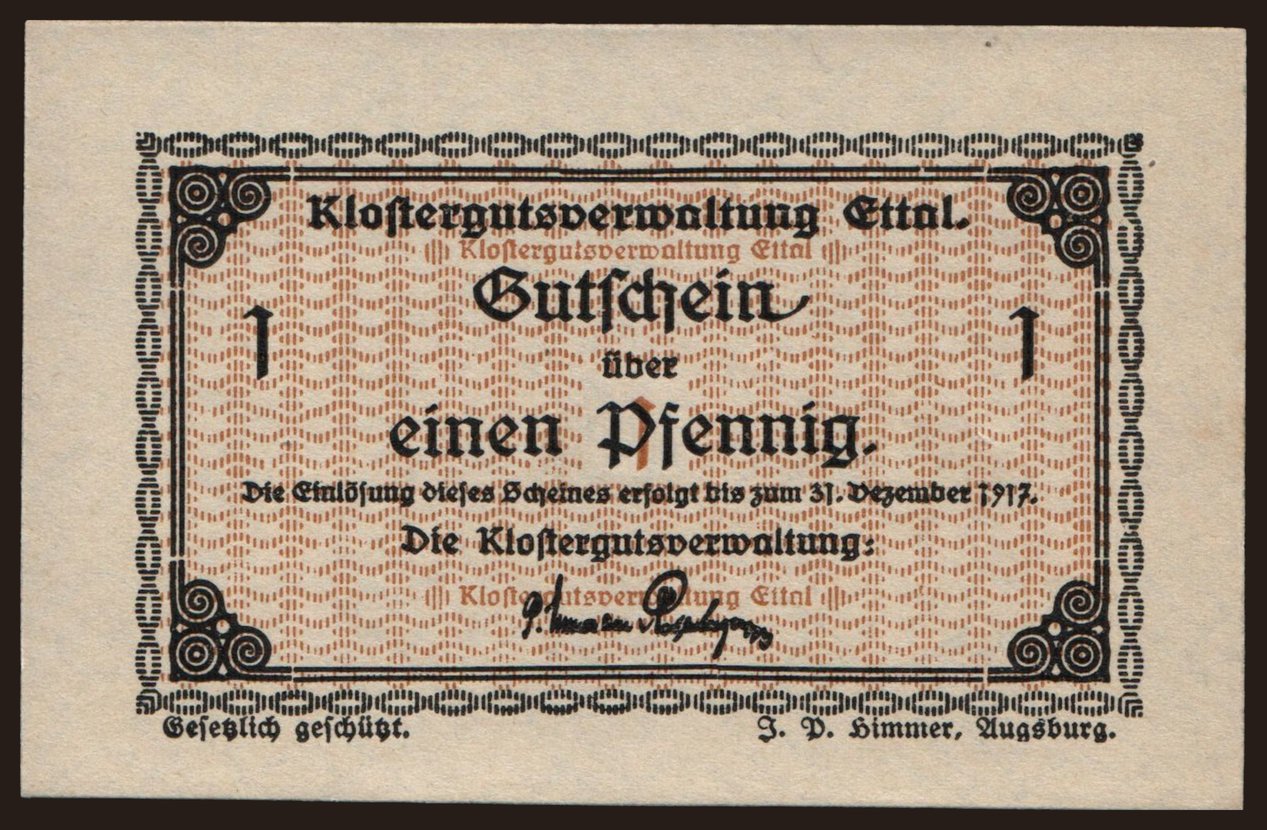 Klostergutsverwaltung Ettal.
Klostergutsverwaltung Ettal
Gutschein
1 1
über
einen Pfennig.
1
Die Einlösung dieses Scheines erfolgt bis zum 31. Dezember 1917.
Die Klostergutsverwaltung:
Klostergutsverwaltung Ettal
Gesetzlich geschützt. J. P. Himmer, Augsburg.